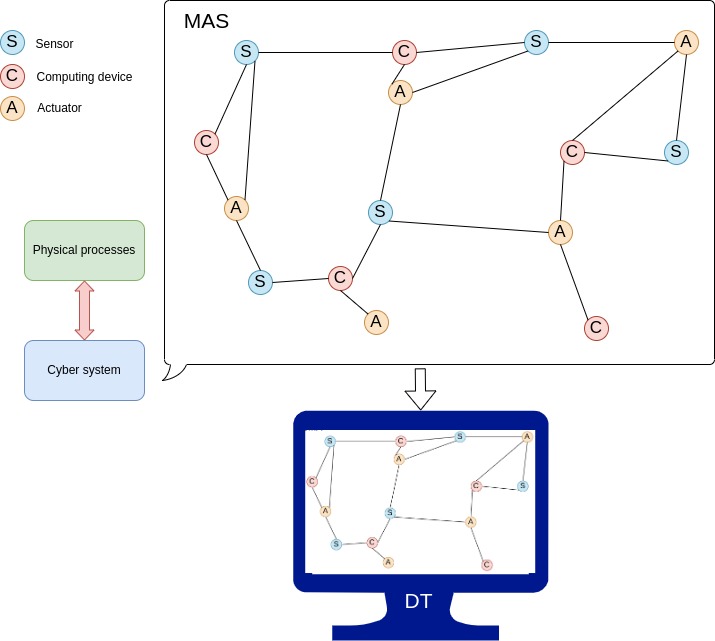 MAS
S Sensor
C Computing device
A Actuator
S C S A
A
C C S
A S A
S C
A C
Physical processes
Cyber system
S C S A
A
C C S
A S A
S C
A C
DT